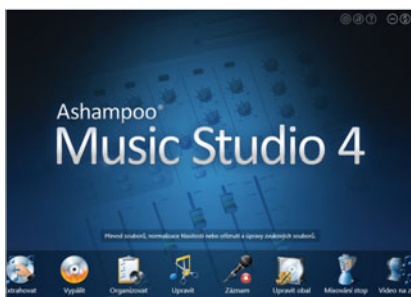 Ashampoo®
Music Studio 4
Převod souborů, normalizace hlasitosti nebo oříznutí a úpravy zvukových souborů.
Extrahovat Vypálit Organizovat Upravit Záznam Upravit obal Mixování stop Video na